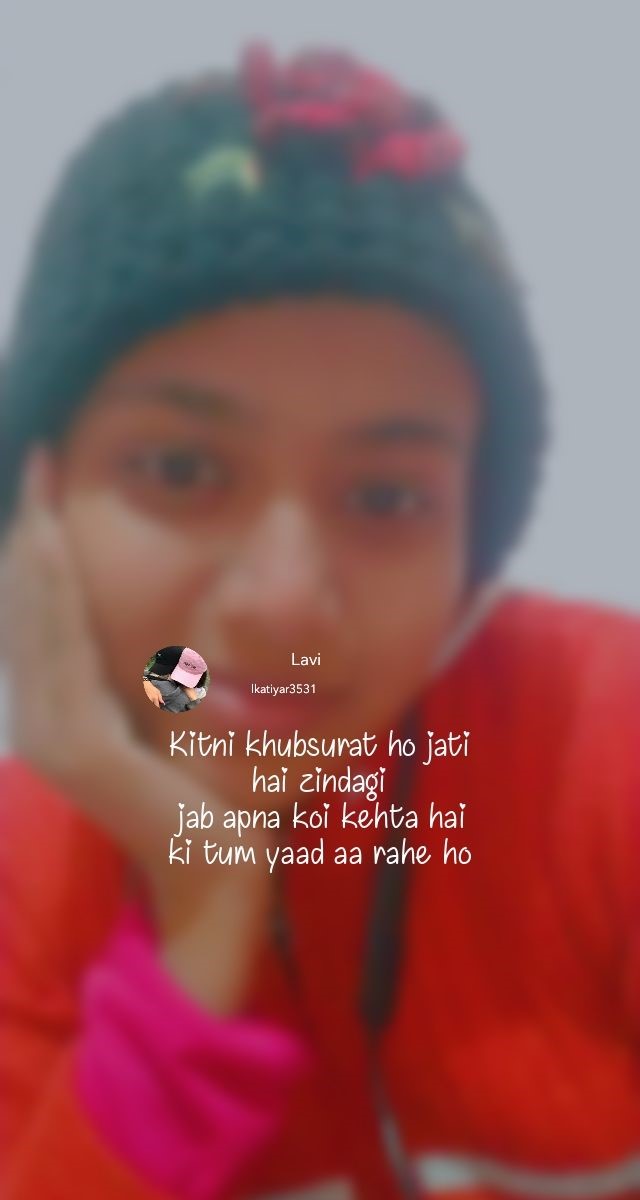 Lavi
lkatiyar3531
Kitni khubsurat ho jati
hai zindagi
jab apna koi kehta hai
ki tum yaad aa rahe ho